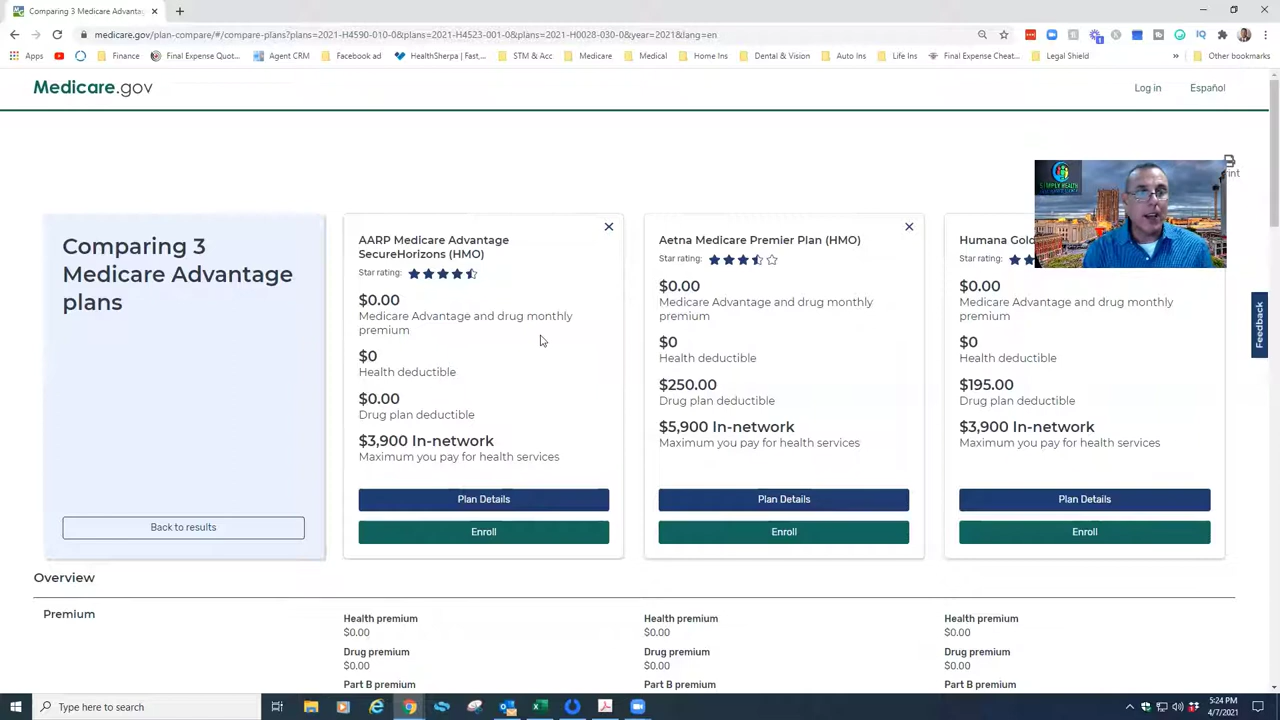 Comparing 3 Medicare Advanta
medicare.gov/plan-compare/#/compare-plans?plans=2021-H4590-010-0&plans=2021-H4523-001-0&plans=2021-H0028-030-0&year=2021&lang=en
Apps
Finance
Final Expense Quot...
Agent CRM
Facebook ad
HealthSherpa | Fast,...
STM & Acc
Medicare
Medical
Home Ins
Dental & Vision
Auto Ins
Life Ins
Final Expense Cheat...
Legal Shield
»
Other bookmarks
Medicare.gov
Log in
Español
rint
SIMPLY HEALTH
Comparing 3
Medicare Advantage
plans
Back to results
AARP Medicare Advantage
SecureHorizons (HMO)
Star rating:
$0.00
Medicare Advantage and drug monthly
premium
$0
Health deductible
$0.00
Drug plan deductible
$3,900 In-network
Maximum you pay for health services
Plan Details
Enroll
Aetna Medicare Premier Plan (HMO)
Star rating:
$0.00
Medicare Advantage and drug monthly
premium
$0
Health deductible
$250.00
Drug plan deductible
$5,900 In-network
Maximum you pay for health services
Plan Details
Enroll
Humana Gol
Star rating:
$0.00
Medicare Advantage and drug monthly
premium
$0
Health deductible
$195.00
Drug plan deductible
$3,900 In-network
Maximum you pay for health services
Plan Details
Enroll
Feedback
Overview
Premium
Health premium
$0.00
Drug premium
$0.00
Part B premium
Health premium
$0.00
Drug premium
$0.00
Part B premium
Health premium
$0.00
Drug premium
$0.00
Part B premium
Type here to search
5:24 PM
4/7/2021